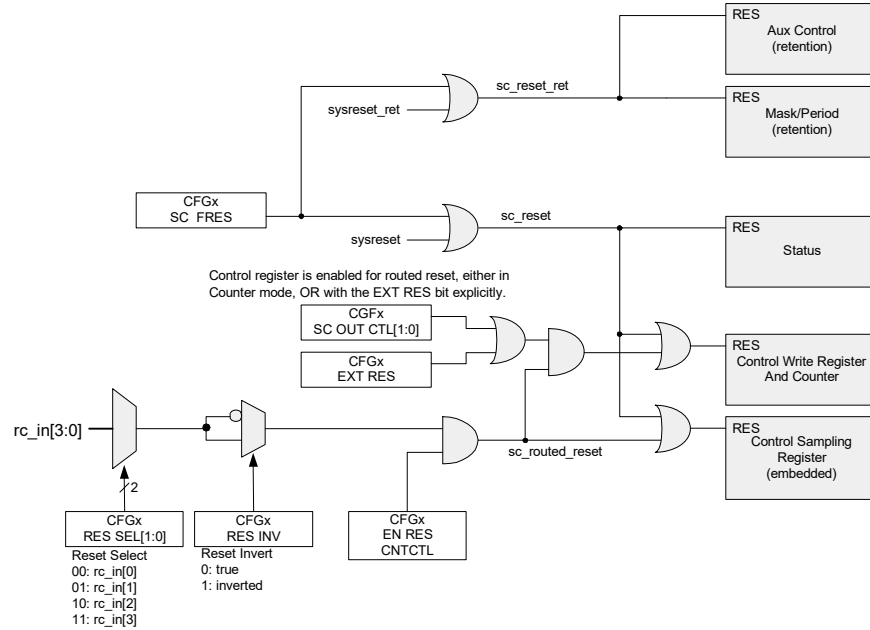 RES
Aux Control
(retention)
sc_reset_ret
RES
sysreset_ret
Mask/Period
(retention)
CFGx
SC FRES
sc_reset
RES
sysreset
Status
Control register is enabled for routed reset, either in
Counter mode, OR with the EXT RES bit explicitly.
CGFx
SC OUT CTL[1:0]
RES
CFGx
EXT RES
Control Write Register
And Counter
rc_in[3:0]
RES
Control Sampling
Register
(embedded)
sc_routed_reset
2
CFGx
RES SEL[1:0]
CFGx
RES INV
CFGx
EN RES
CNTCTL
Reset Select
00: rc_in[0]
01: rc_in[1]
10: rc_in[2]
11: rc_in[3]
Reset Invert
0: true
1: inverted